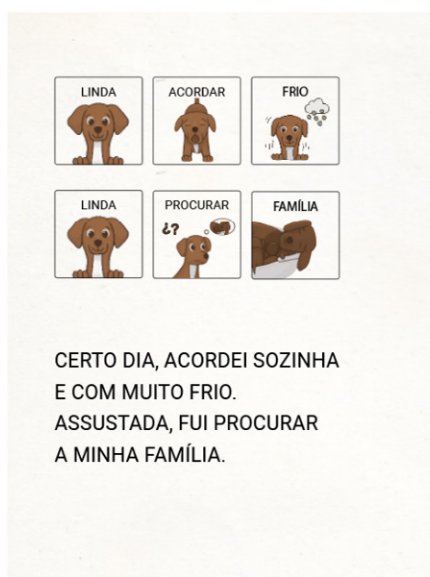 LINDA ACORDAR FRIO
¿?
LINDA PROCURAR FAMÍLIA
CERTO DIA, ACORDEI SOZINHA
E COM MUITO FRIO.
ASSUSTADA, FUI PROCURAR
A MINHA FAMÍLIA.